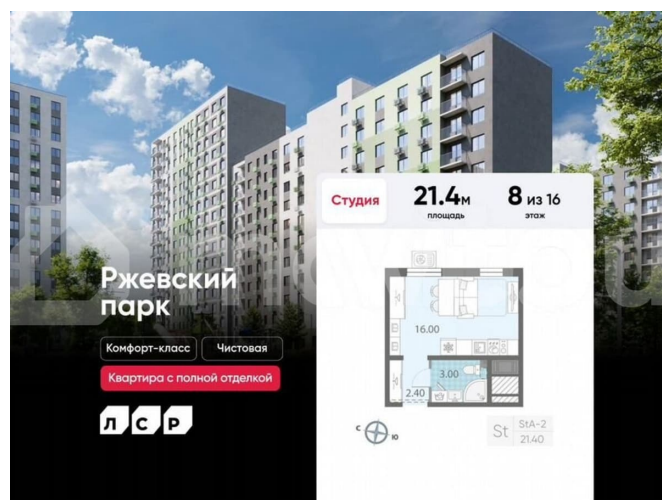 Студия
21.4м
площадь
8 из 16
этаж
Ржевский
парк
Комфорт-класс
Чистовая
Квартира с полной отделкой
ЛСР
16.00
3.00
2.40
С
Ю
St
StA-2
21.40